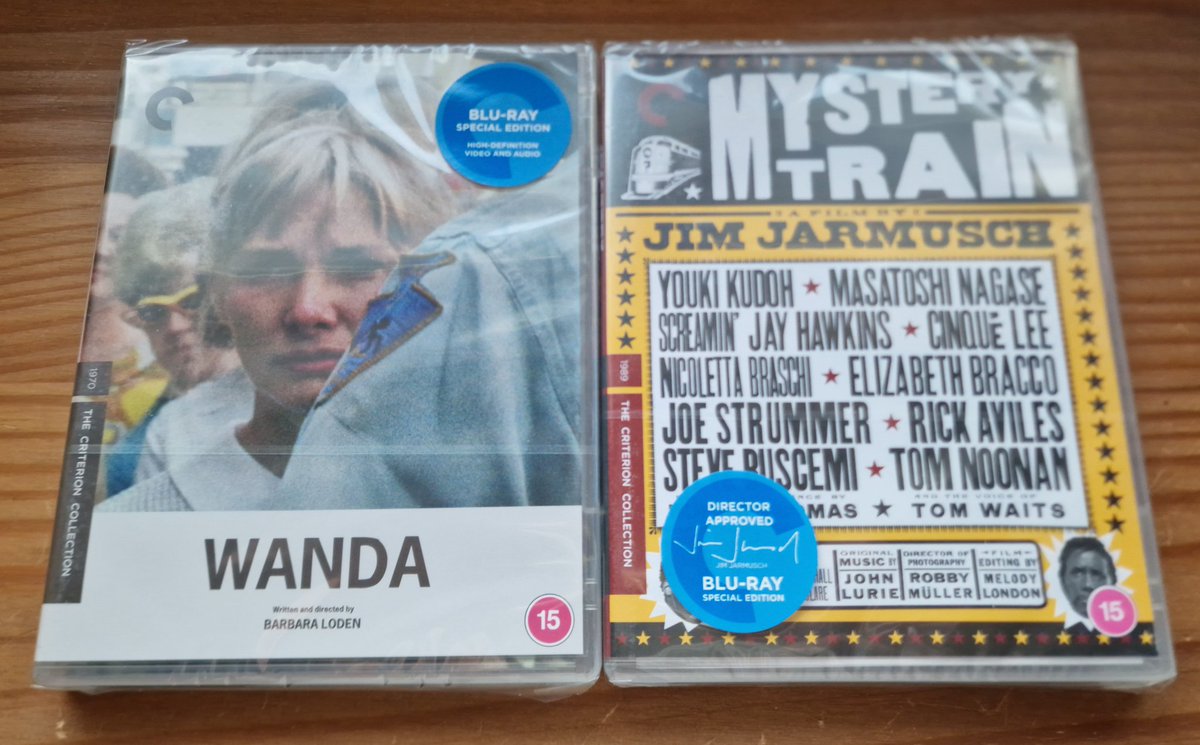 BLU-RAY
SPECIAL EDITION
HIGH-DEFINITION
VIDEO AND AUDIO
1970
THE CRITERION COLLECTION
WANDA
Written and directed by
BARBARA LODEN
15
MYSTERY
TRAIN
A FILM BY
JIM JARMUSCH
YOUKI KUDOH ★ MASATOSHI NAGASE
SCREAMIN' JAY HAWKINS ★ CINQUÉ LEE
NICOLETTA BRASCHI ★ ELIZABETH BRACCO
JOE STRUMMER ★ RICK AVILES
STEVE BUSCEMI ★ TOM NOONAN
BY AND THE VOICE OF
★ TOM WAITS
1989
THE CRITERION COLLECTION
DIRECTOR
APPROVED
JIM JARMUSCH
BLU-RAY
SPECIAL EDITION
ORIGINAL
MUSIC BY
JOHN
LURIE
DIRECTOR OF
PHOTOGRAPHY
ROBBY
MÜLLER
FILM
EDITING BY
MELODY
LONDON
15